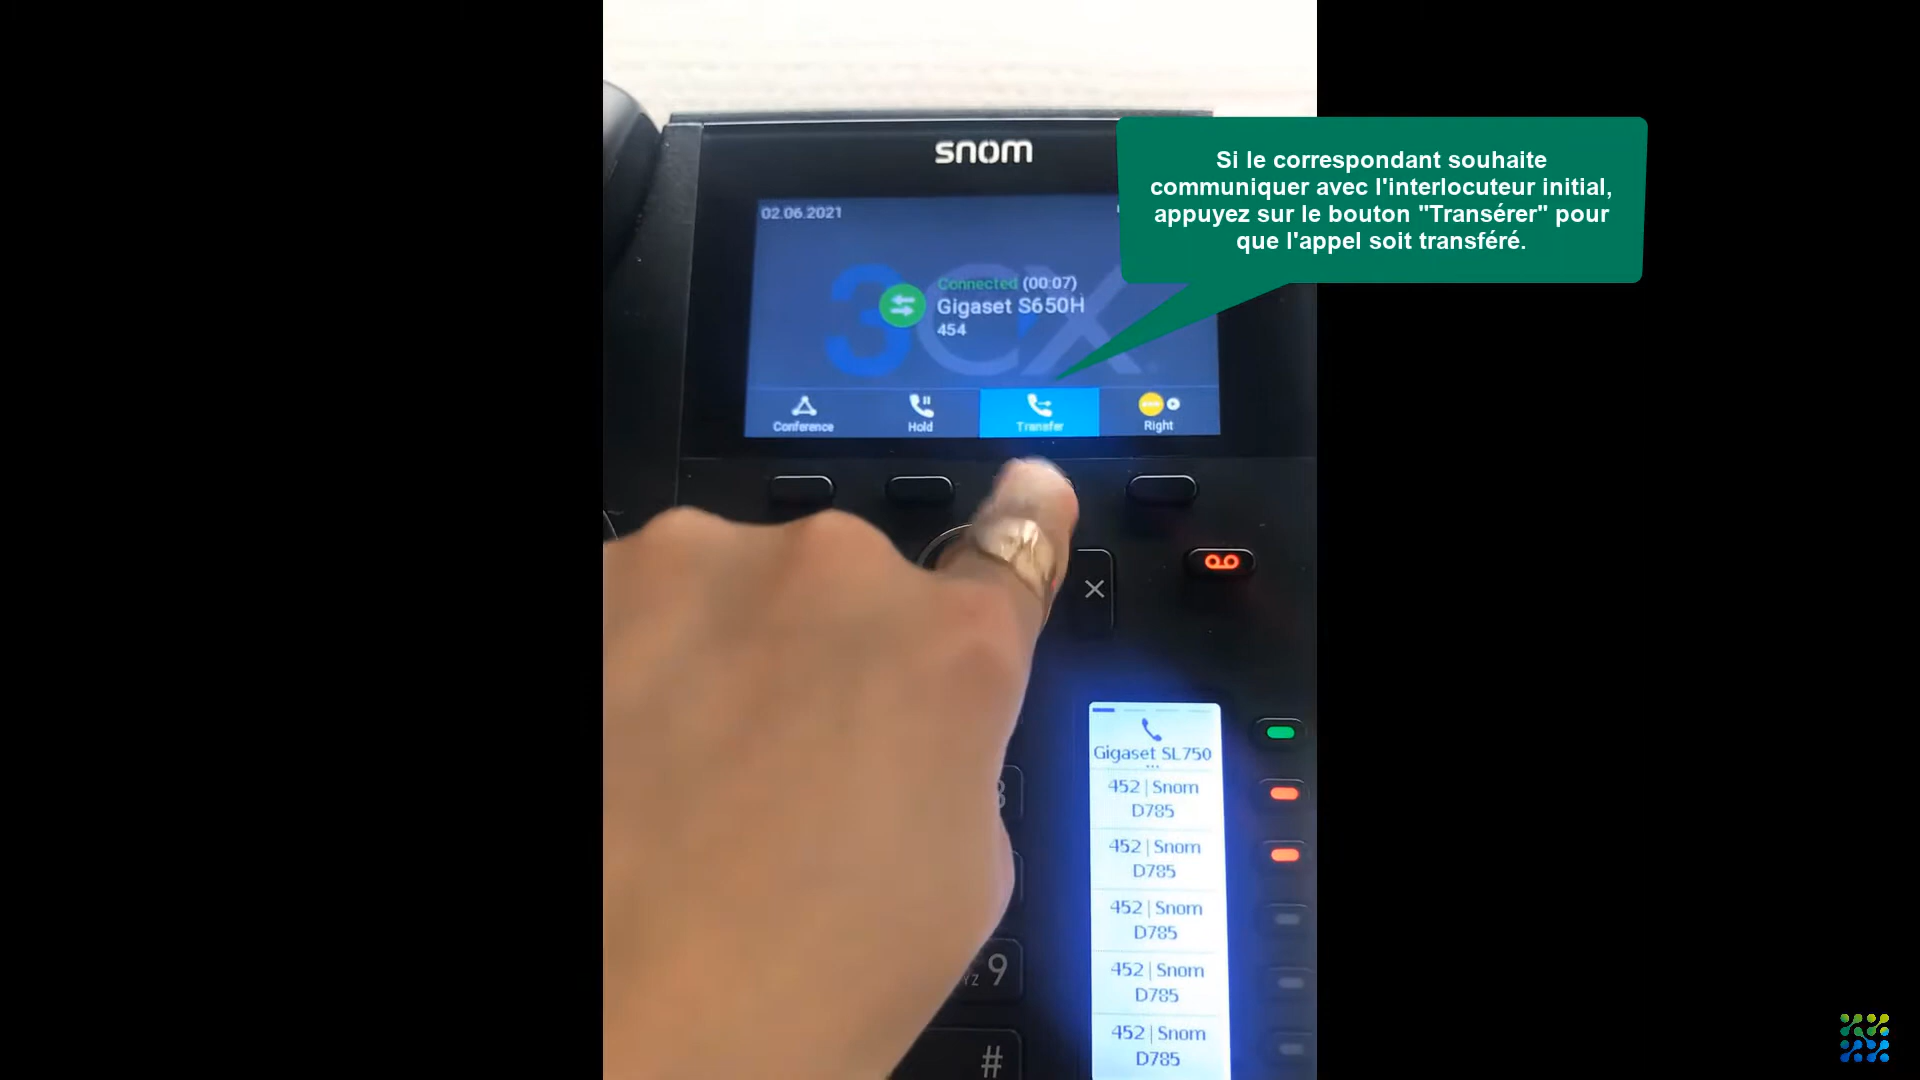 snom
Si le correspondant souhaite
communiquer avec l'interlocuteur initial,
appuyez sur le bouton "Transérer" pour
que l'appel soit transféré.
02.06.2021
3CX
Connected (00:07)
Gigaset S650H
454
Conference
Hold
Transfer
Right
Gigaset SL750
...
452 | Snom
D785
452 | Snom
D785
452 | Snom
D785
452 | Snom
D785
452 | Snom
D785
YZ 9
#